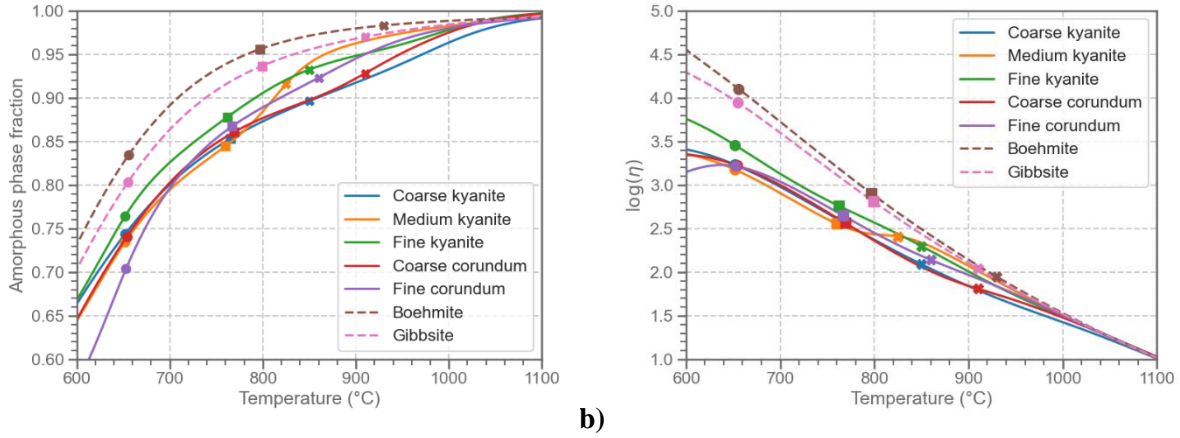 1.00
0.95
0.90
0.85
0.80
0.75
0.70
0.65
0.60
Amorphous phase fraction
Coarse kyanite
Medium kyanite
Fine kyanite
Coarse corundum
Fine corundum
Boehmite
Gibbsite
600 700 800 900 1000 1100
Temperature (°C)
b)
5.0
4.5
4.0
3.5
3.0
2.5
2.0
1.5
1.0
log(η)
Coarse kyanite
Medium kyanite
Fine kyanite
Coarse corundum
Fine corundum
Boehmite
Gibbsite
600 700 800 900 1000 1100
Temperature (°C)